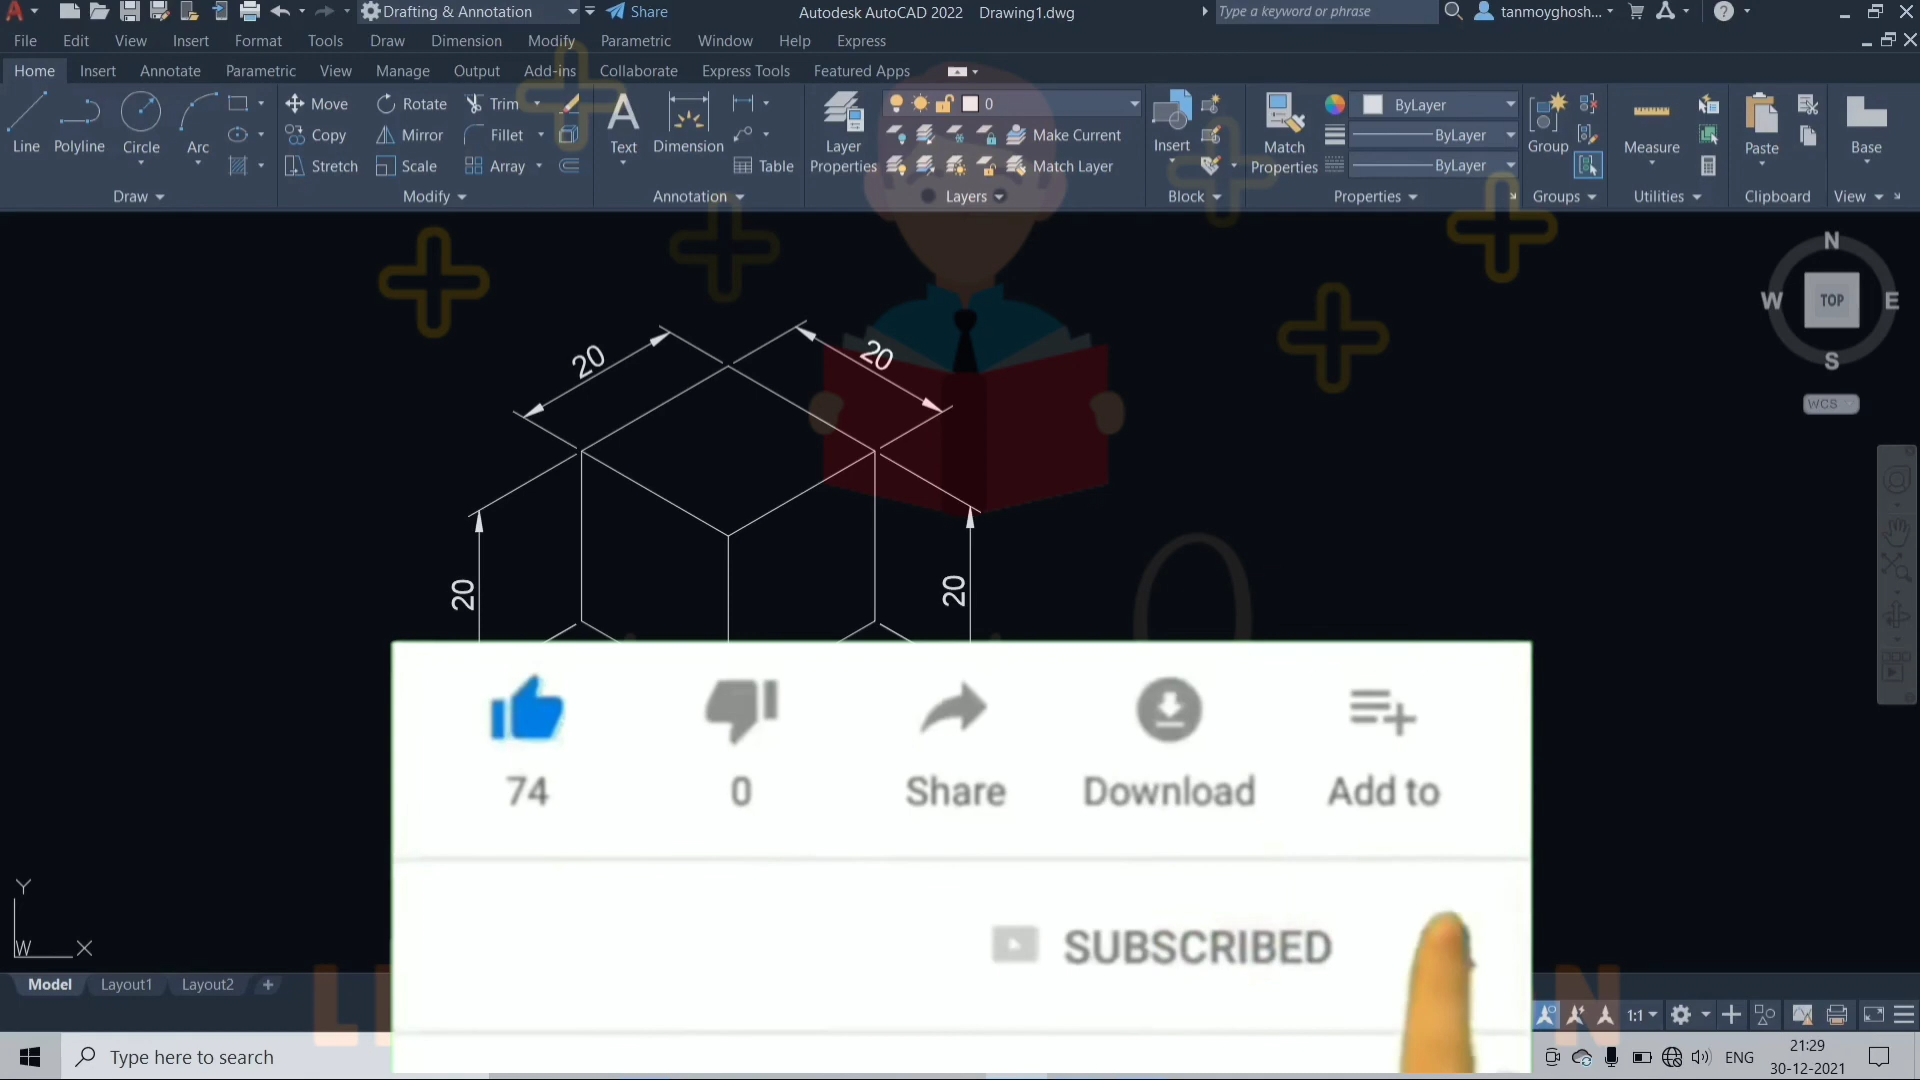 Drafting & Annotation
Share
Autodesk AutoCAD 2022 Drawing1.dwg
Type a keyword or phrase
tanmoyghosh...
File Edit View Insert Format Tools Draw Dimension Modify Parametric Window Help Express
Home Insert Annotate Parametric View Manage Output Add-ins Collaborate Express Tools Featured Apps
Line Polyline Circle Arc
Move Rotate Trim
Copy Mirror Fillet
Stretch Scale Array
Text Dimension Table
Layer Properties
0
Make Current
Match Layer
Insert
Match Properties
ByLayer
ByLayer
ByLayer
Group
Measure
Paste
Base
Draw Modify Annotation Layers Block Properties Groups Utilities Clipboard View
N
W TOP E
S
WCS
20 20
20 20
74 0 Share Download Add to
SUBSCRIBED
Y
W X
Model Layout1 Layout2 +
1:1
Type here to search
ENG
21:29
30-12-2021